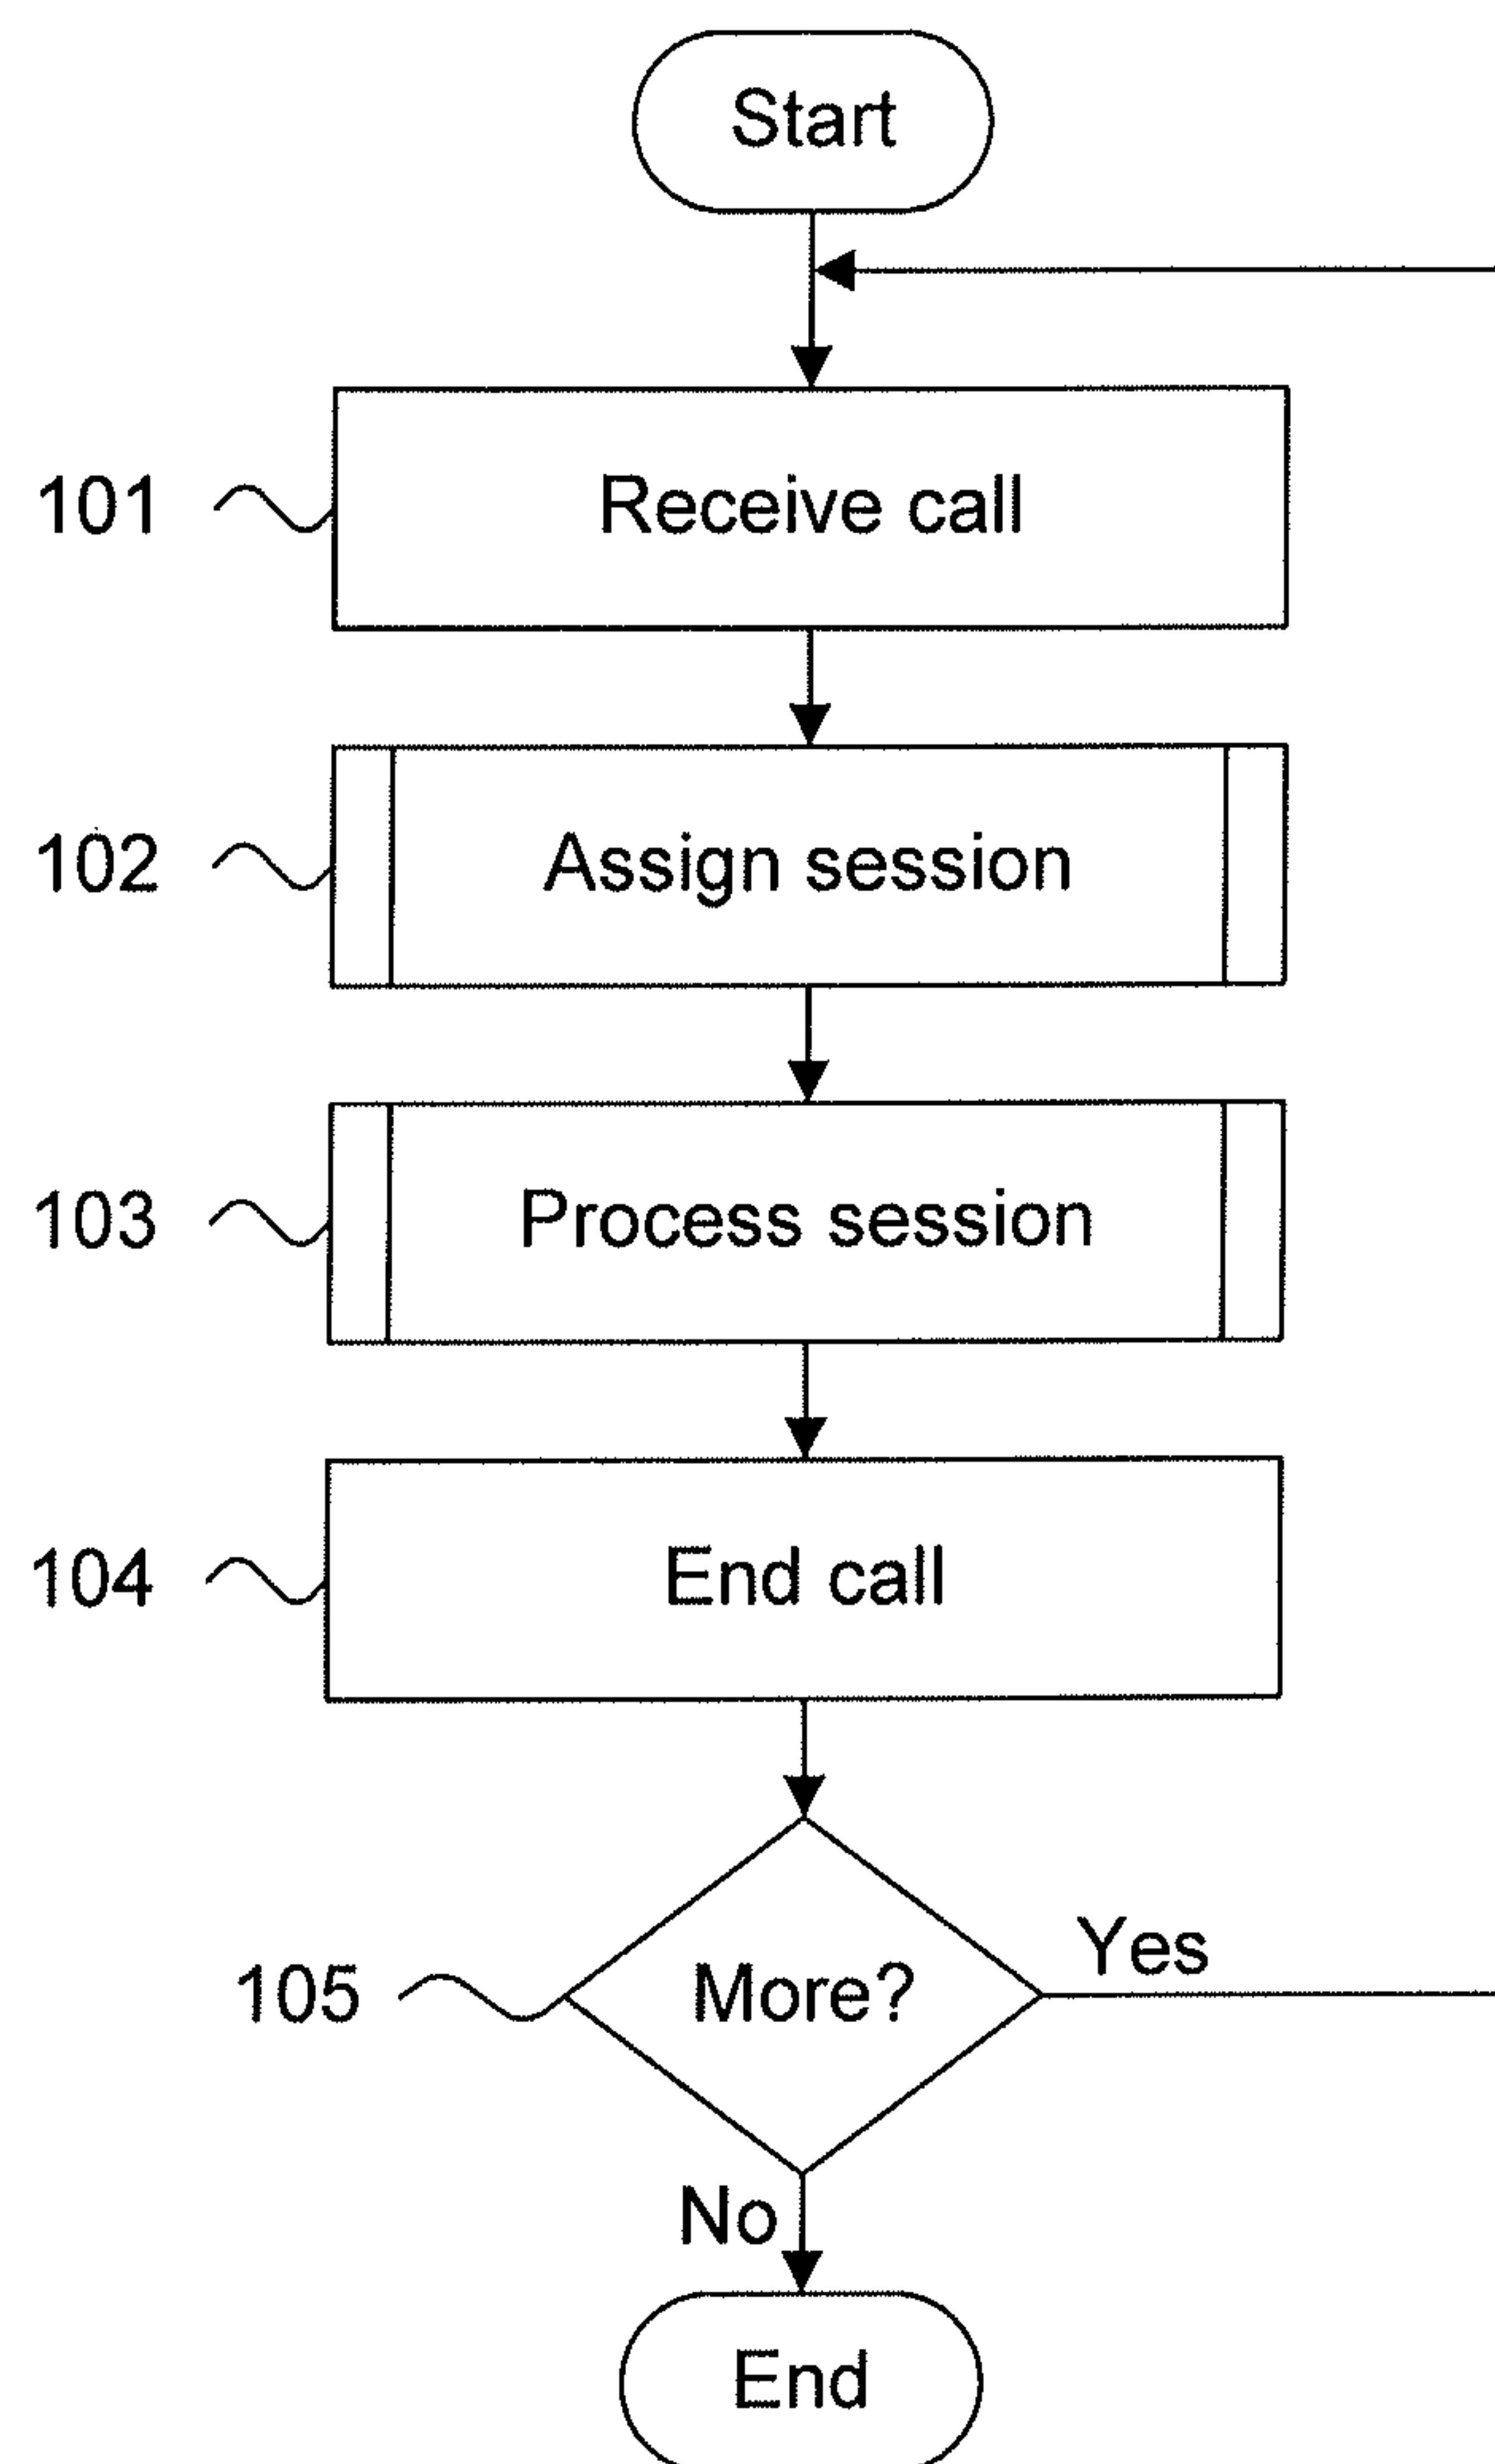 Start
101 Receive call
102 Assign session
103 Process session
104 End call
105 More? Yes
No
End